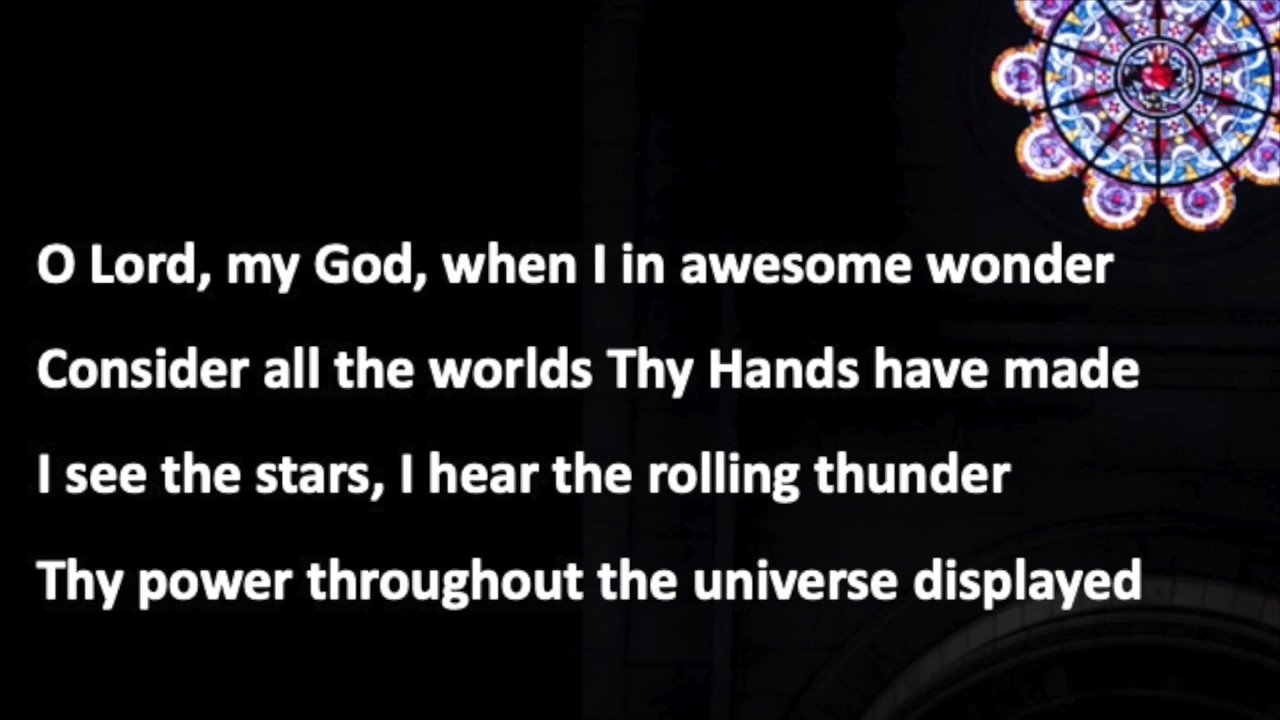 O Lord, my God, when I in awesome wonder
Consider all the worlds Thy Hands have made
I see the stars, I hear the rolling thunder
Thy power throughout the universe displayed